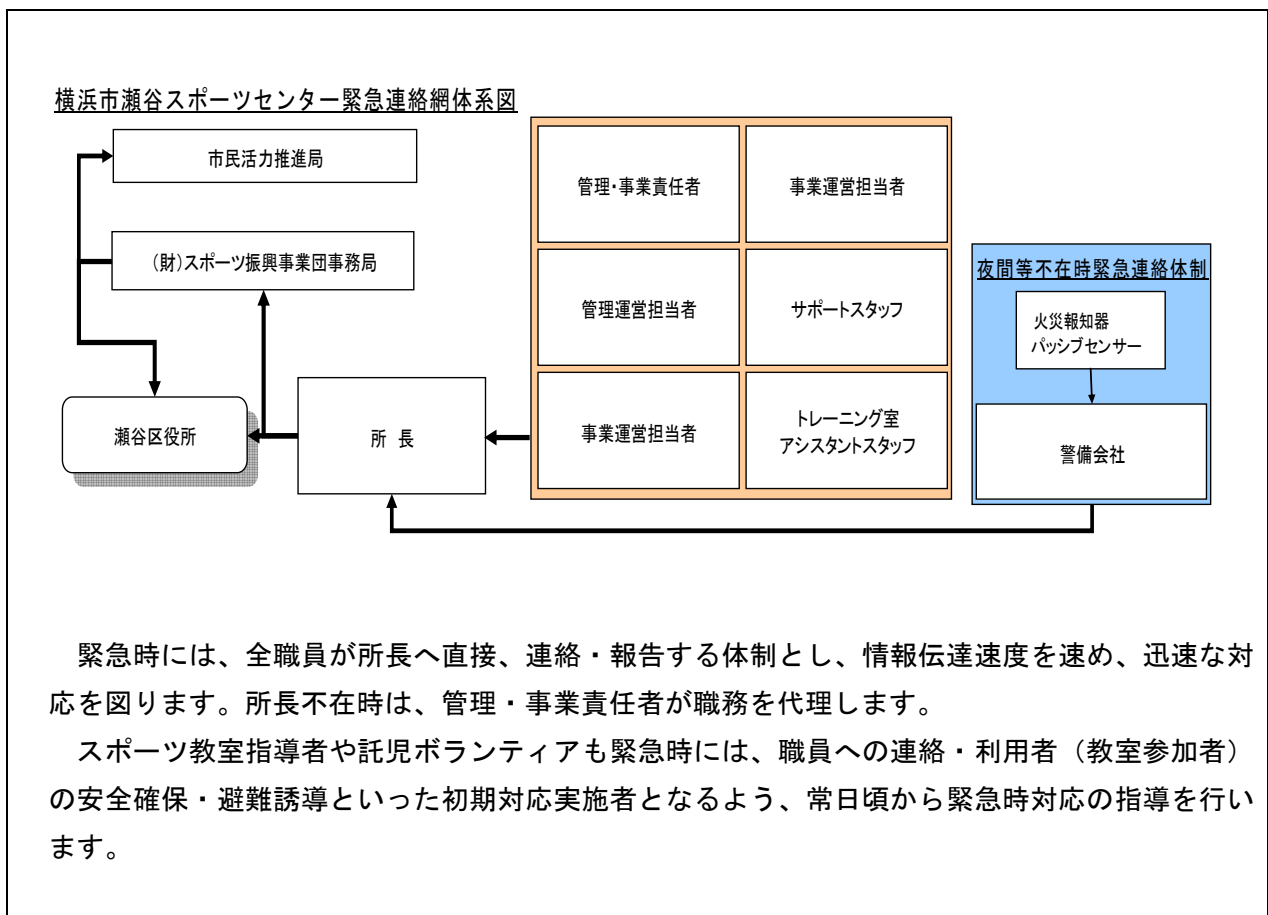 横浜市瀬谷スポーツセンター緊急連絡網体系図
市民活力推進局
(財)スポーツ振興事業団事務局
瀬谷区役所
所 長
管理・事業責任者
事業運営担当者
管理運営担当者
サポートスタッフ
事業運営担当者
トレーニング室
アシスタントスタッフ
夜間等不在時緊急連絡体制
火災報知器
パッシブセンサー
警備会社
緊急時には、全職員が所長へ直接、連絡・報告する体制とし、情報伝達速度を速め、迅速な対
応を図ります。所長不在時は、管理・事業責任者が職務を代理します。
スポーツ教室指導者や託児ボランティアも緊急時には、職員への連絡・利用者（教室参加者）
の安全確保・避難誘導といった初期対応実施者となるよう、常日頃から緊急時対応の指導を行い
ます。